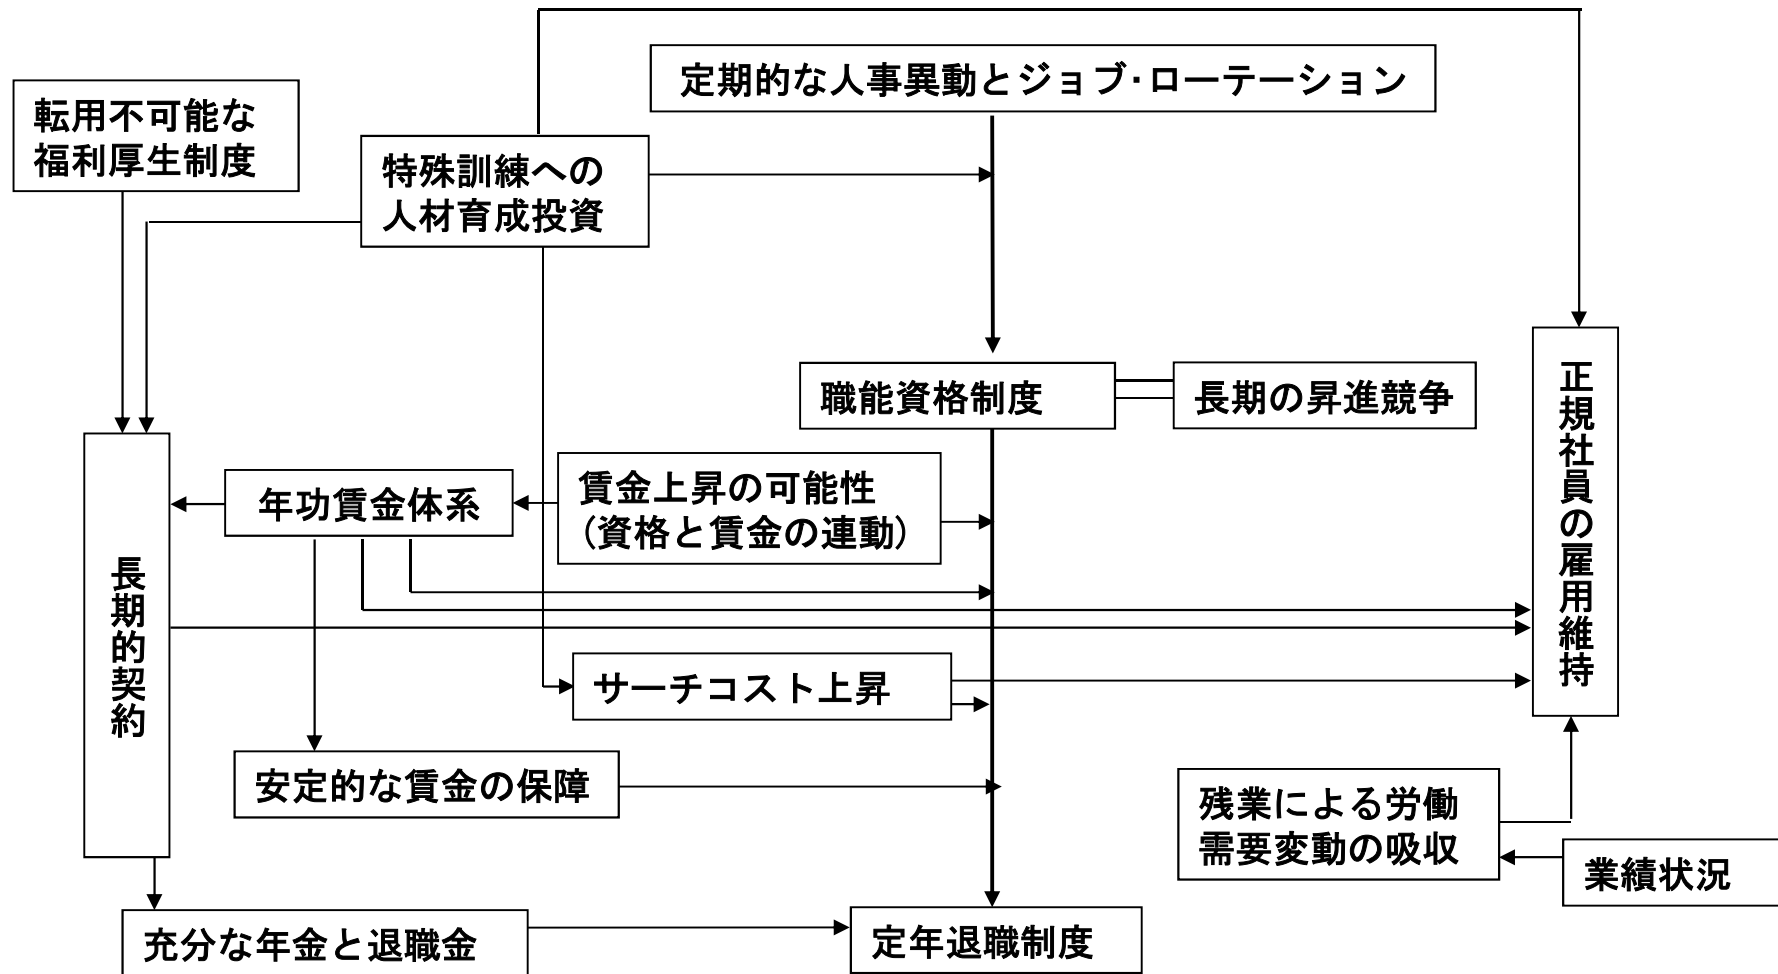 定期的な人事異動とジョブ・ローテーション
転用不可能な
福利厚生制度
特殊訓練への
人材育成投資
職能資格制度
長期の昇進競争
正規社員の雇用維持
年功賃金体系
賃金上昇の可能性
（資格と賃金の連動）
長期的契約
サーチコスト上昇
安定的な賃金の保障
残業による労働
需要変動の吸収
業績状況
充分な年金と退職金
定年退職制度